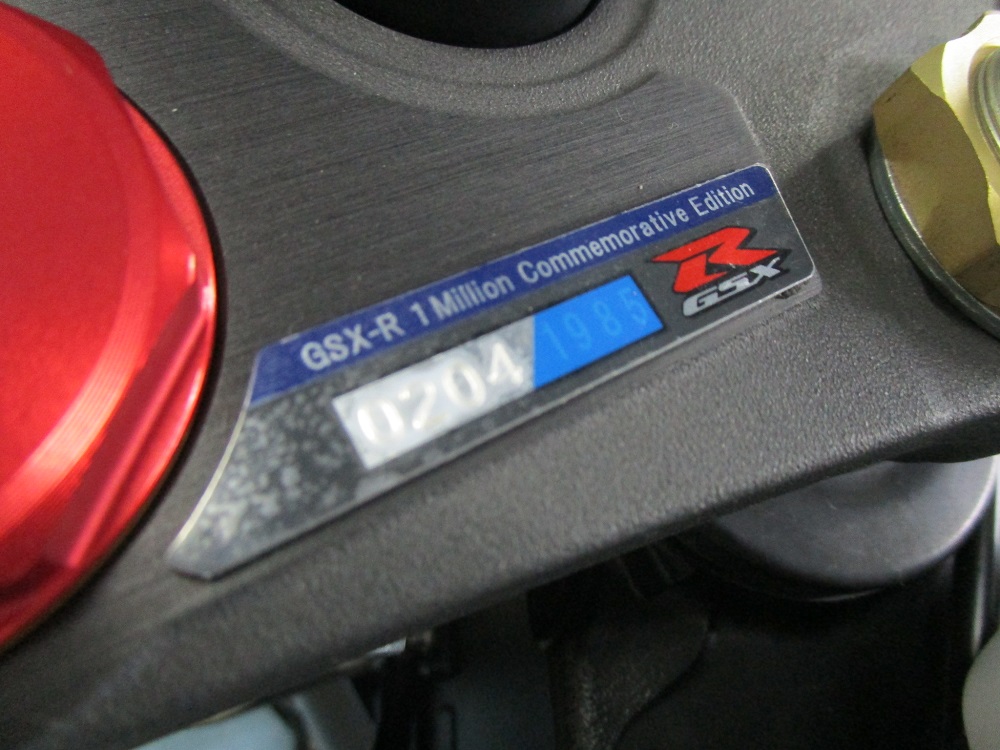 GSX-R 1 Million Commemorative Edition
0204 1985
R
GSX